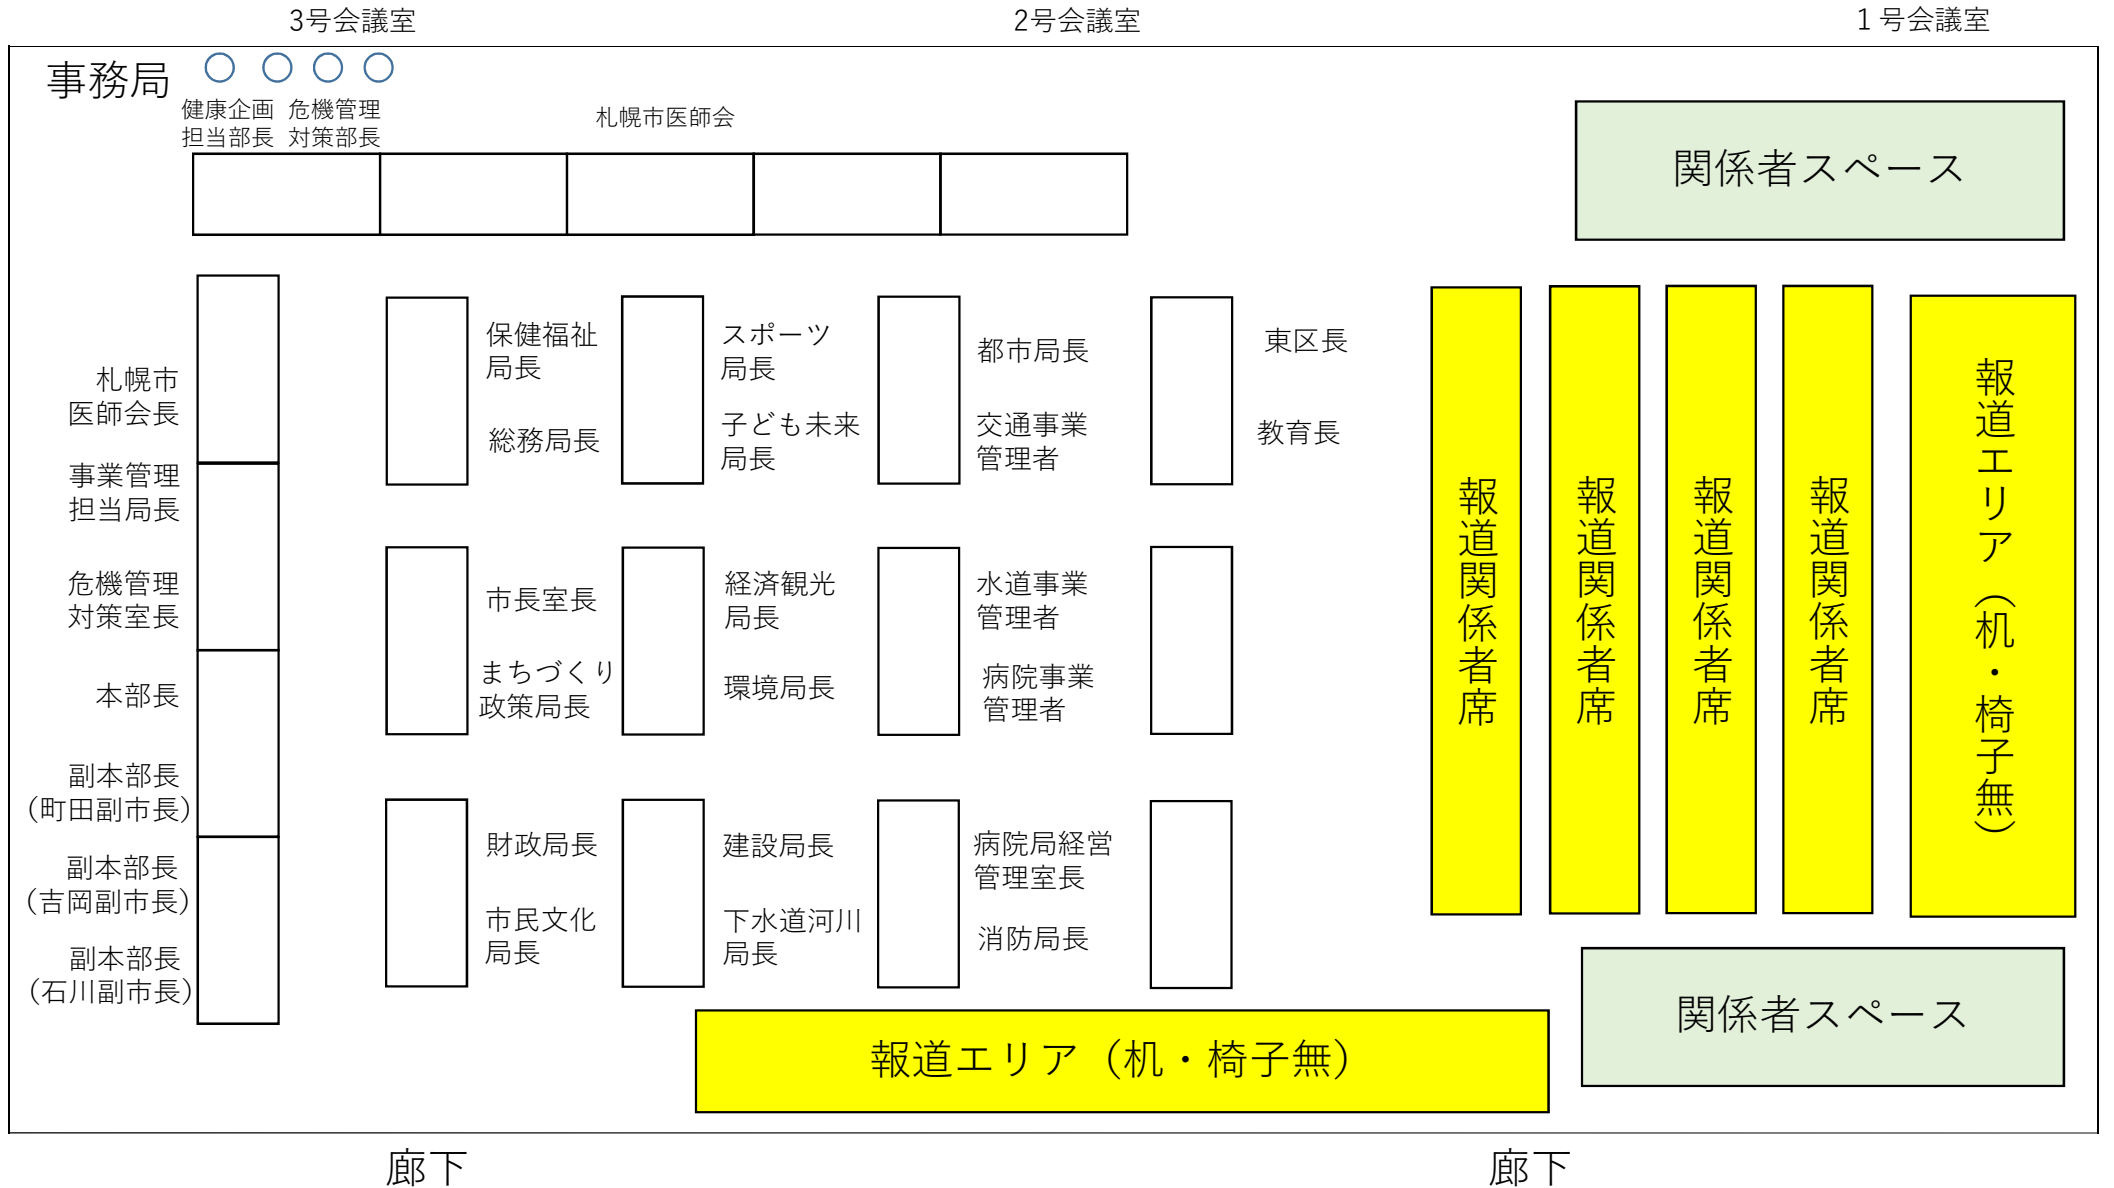 3号会議室
2号会議室
１号会議室
事務局
健康企画
担当部長
危機管理
対策部長
札幌市医師会
関係者スペース
札幌市
医師会長
事業管理
担当局長
危機管理
対策室長
本部長
副本部長
（町田副市長）
副本部長
（吉岡副市長）
副本部長
（石川副市長）
保健福祉
局長
総務局長
市長室長
まちづくり
政策局長
財政局長
市民文化
局長
スポーツ
局長
子ども未来
局長
経済観光
局長
環境局長
建設局長
下水道河川
局長
都市局長
交通事業
管理者
水道事業
管理者
病院事業
管理者
病院局経営
管理室長
消防局長
東区長
教育長
報道関係者席
報道関係者席
報道関係者席
報道関係者席
報道エリア（机・椅子無）
関係者スペース
報道エリア（机・椅子無）
廊下
廊下